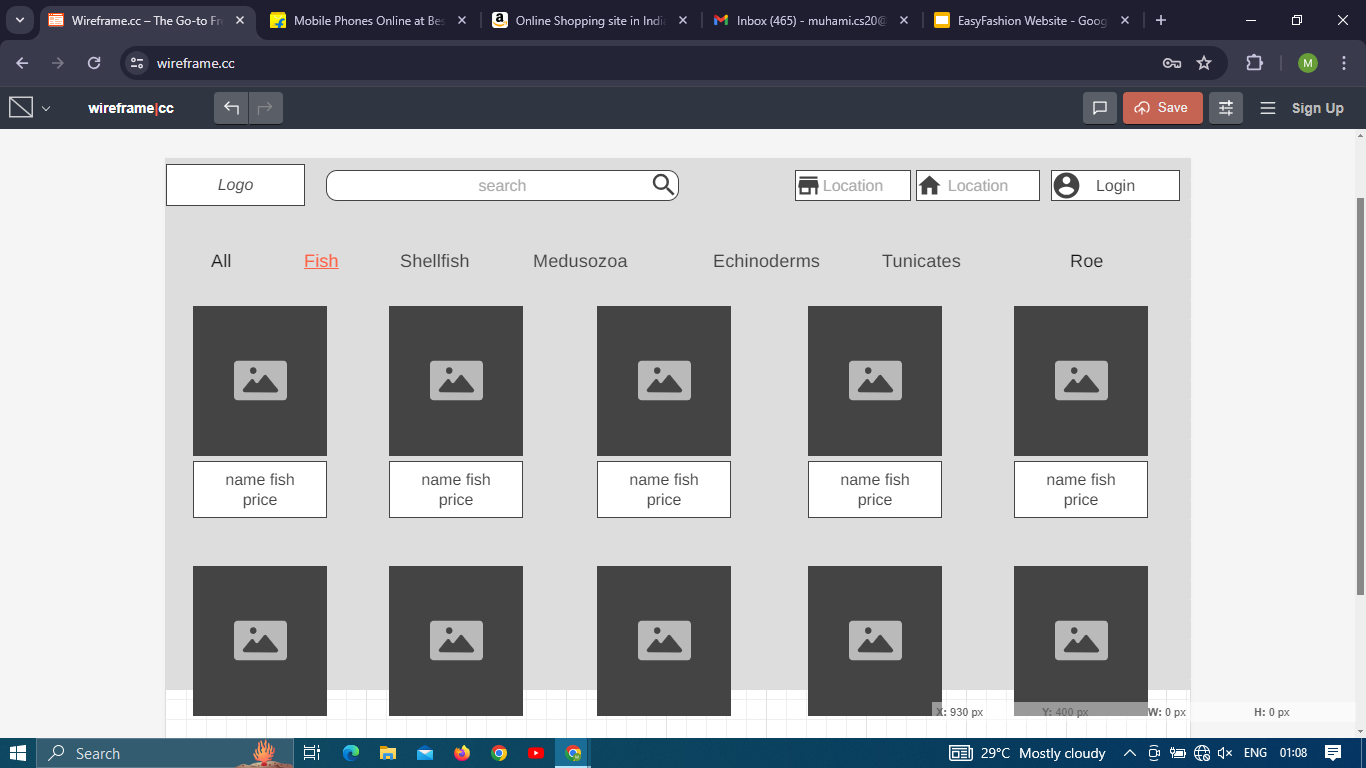 Wireframe.cc – The Go-to Fr
Mobile Phones Online at Bes
Online Shopping site in India
Inbox (465) - muhami.cs20@
EasyFashion Website - Goog
wireframe.cc
M
wireframe|cc
Save
Sign Up
Logo
search
Location
Location
Login
All
Fish
Shellfish
Medusozoa
Echinoderms
Tunicates
Roe
name fish
price
name fish
price
name fish
price
name fish
price
name fish
price
X: 930 px
Y: 400 px
W: 0 px
H: 0 px
Search
29°C Mostly cloudy
ENG
01:08